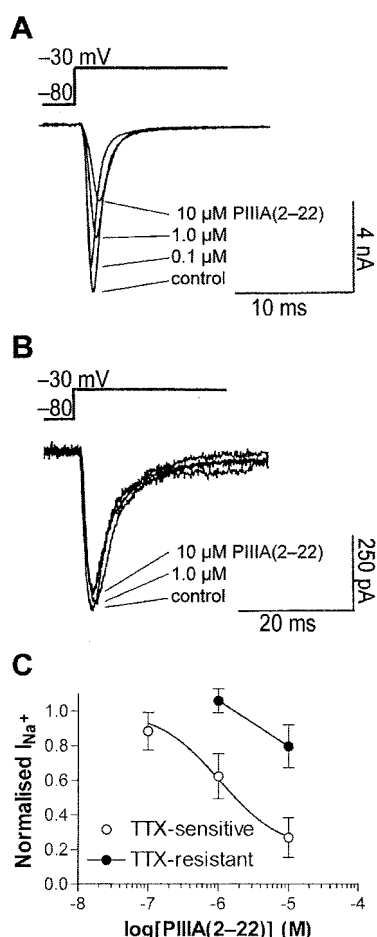 A
–30 mV
–80
10 µM PIIIA(2–22)
1.0 µM
0.1 µM
control
4 nA
10 ms
B
–30 mV
–80
10 µM PIIIA(2–22)
1.0 µM
control
250 pA
20 ms
C
Normalised INa+
1.0
0.8
0.6
0.4
0.2
0.0
TTX-sensitive
TTX-resistant
-7 -6 -5 -4
-8
log[PIIIA(2–22)] (M)